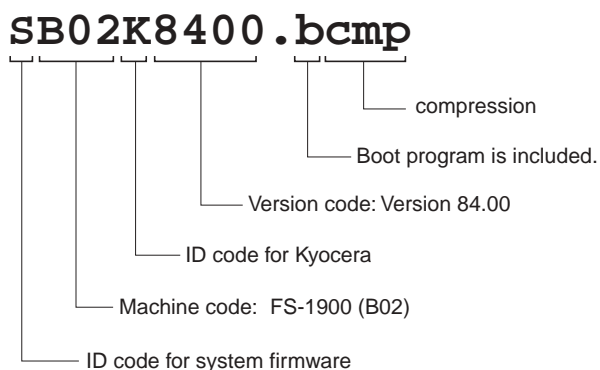 SB02K8400.bcmp
compression
Boot program is included.
Version code: Version 84.00
ID code for Kyocera
Machine code: FS-1900 (B02)
ID code for system firmware